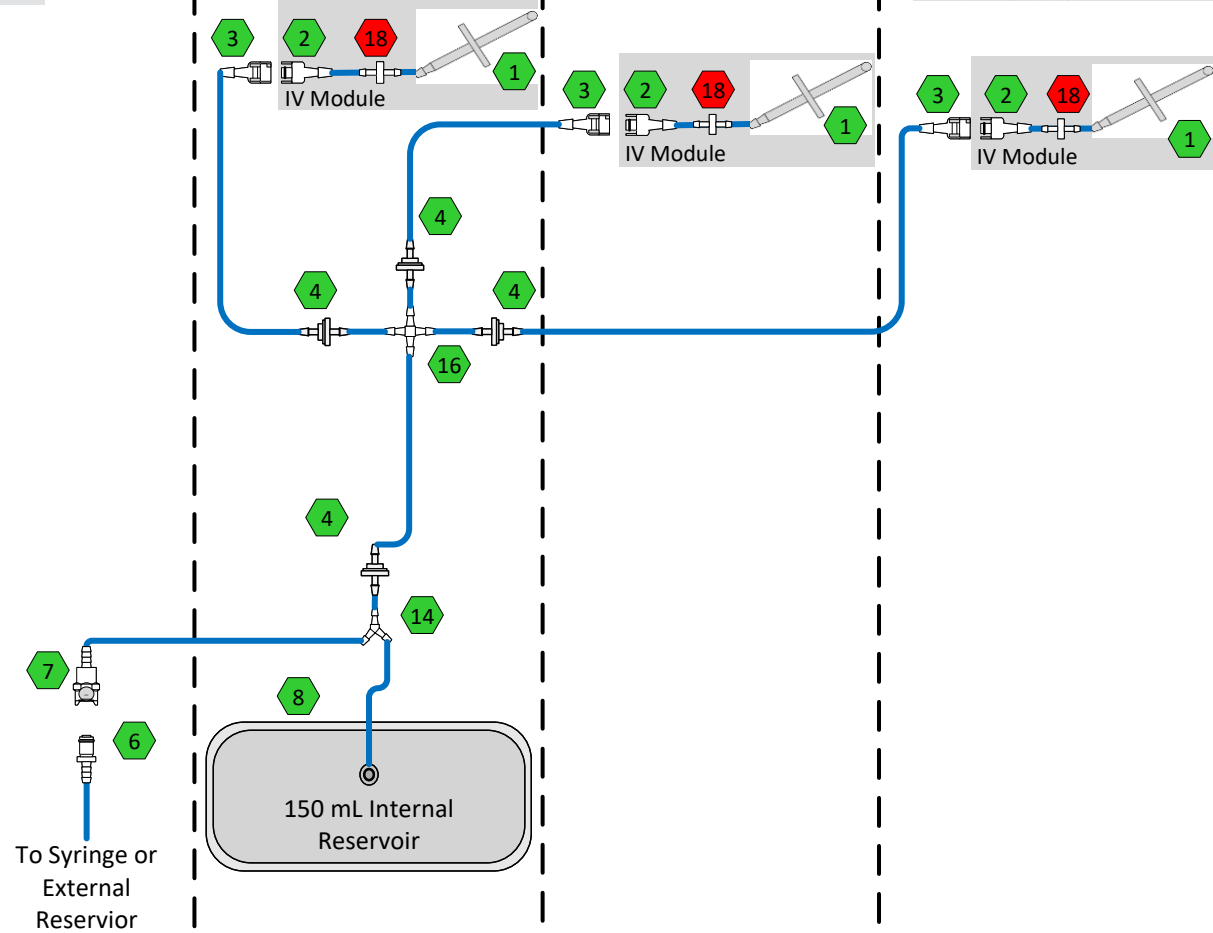 3
2
18
1
IV Module
3
2
18
1
IV Module
3
2
18
1
IV Module
4
4
4
16
4
14
7
8
6
150 mL Internal
Reservoir
To Syringe or
External
Reservior